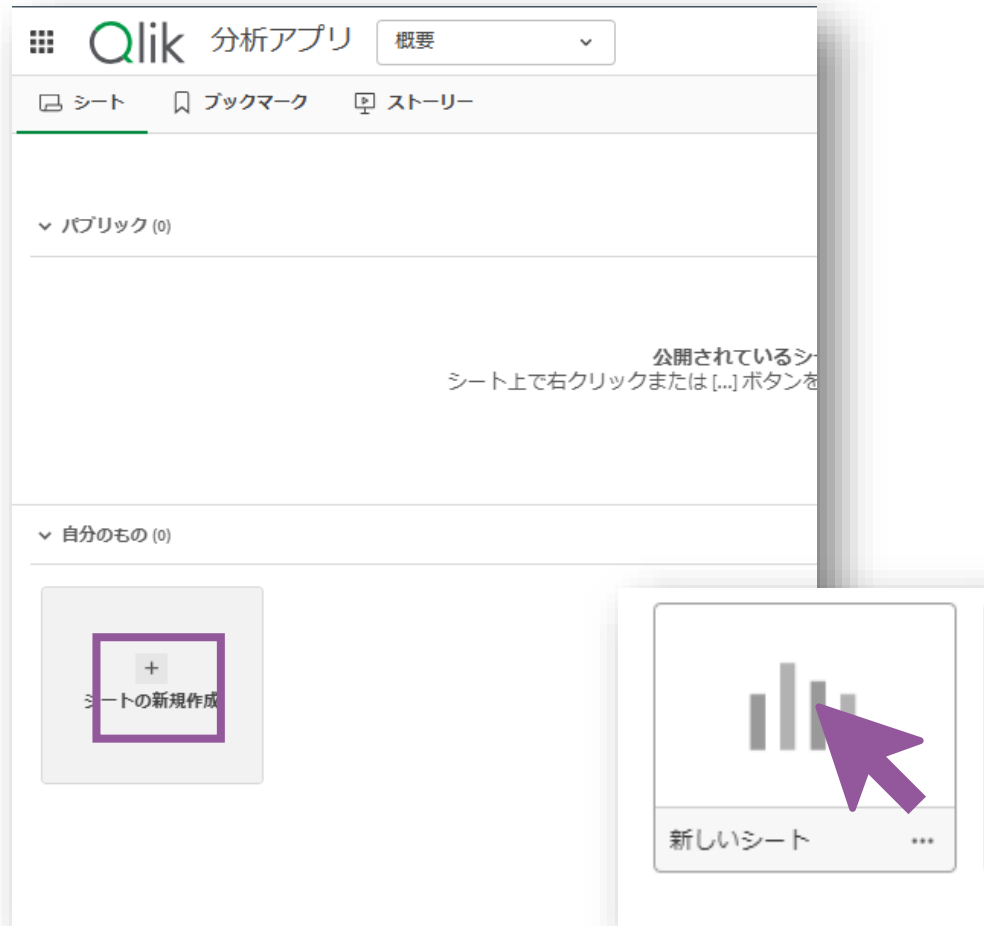 Qlik 分析アプリ 概要
シート ブックマーク ストーリー
パブリック (0)
公開されているシー
シート上で右クリックまたは [...] ボタンを
自分のもの (0)
+
シートの新規作成
新しいシート ...